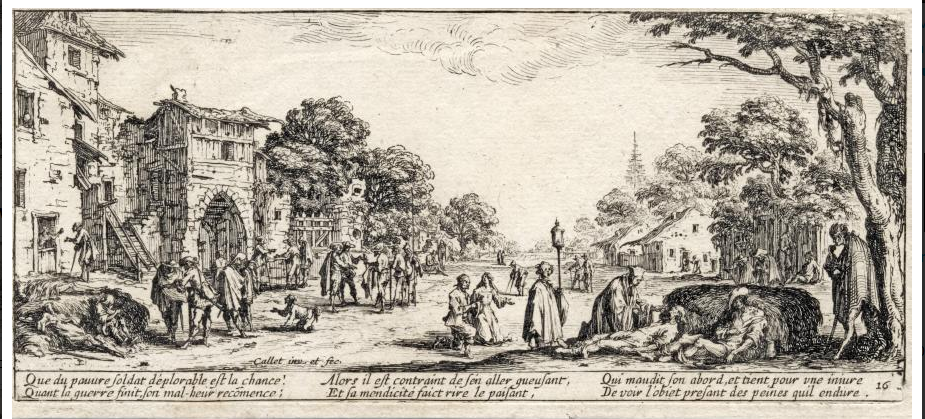 Callot inv. et fec.
Que du pauure soldat deplorable est la chance!
Quant la guerre finit, son mal-heur recomence;
Alors il est contraint de s'en aller gueusant,
Et sa mendicité faict rire le paisant,
Qui maudit son abord, et tient pour vne iniure
De voir l'obiet presant des peines quil endure.
16